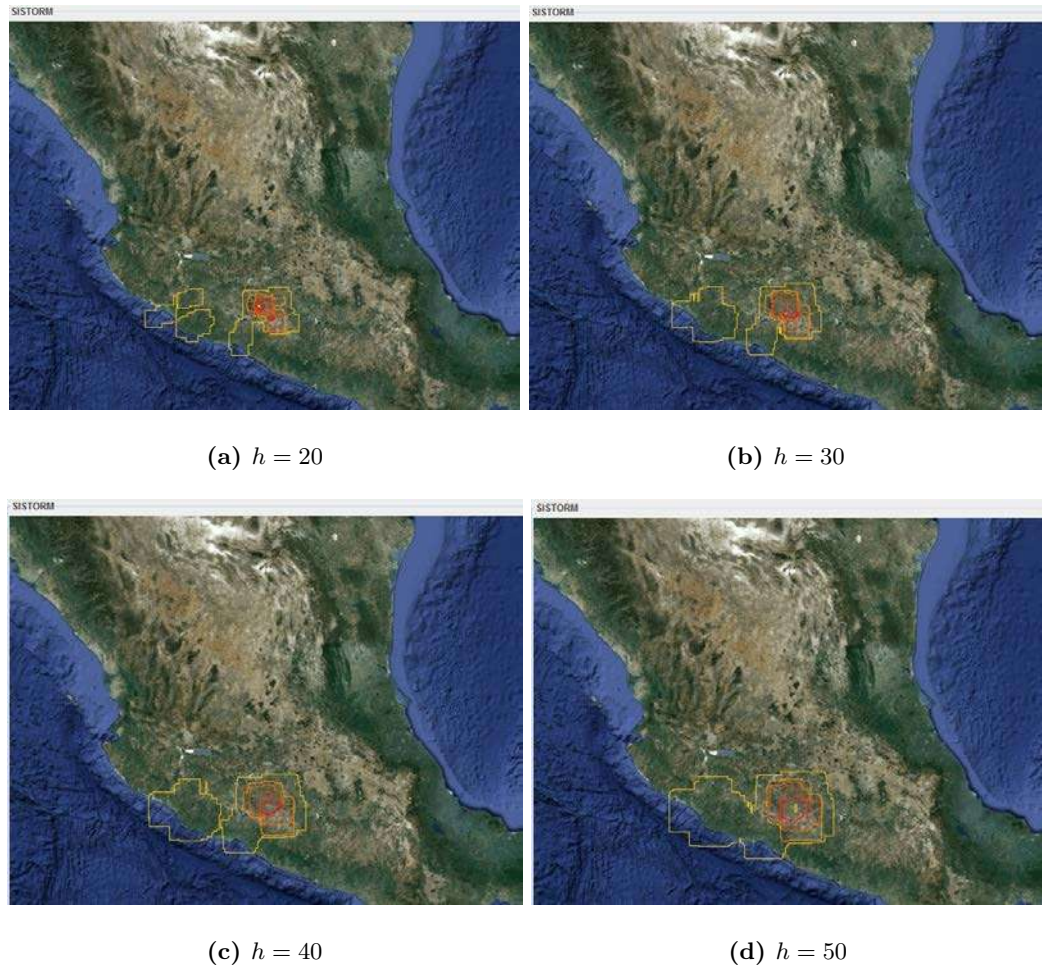 SISTORM
SISTORM
(a) h = 20
(b) h = 30
SISTORM
SISTORM
(c) h = 40
(d) h = 50